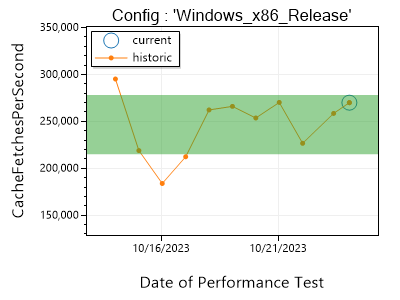 Config : 'Windows_x86_Release'
current
historic
CacheFetchesPerSecond
350,000
300,000
250,000
200,000
150,000
10/16/2023
10/21/2023
Date of Performance Test